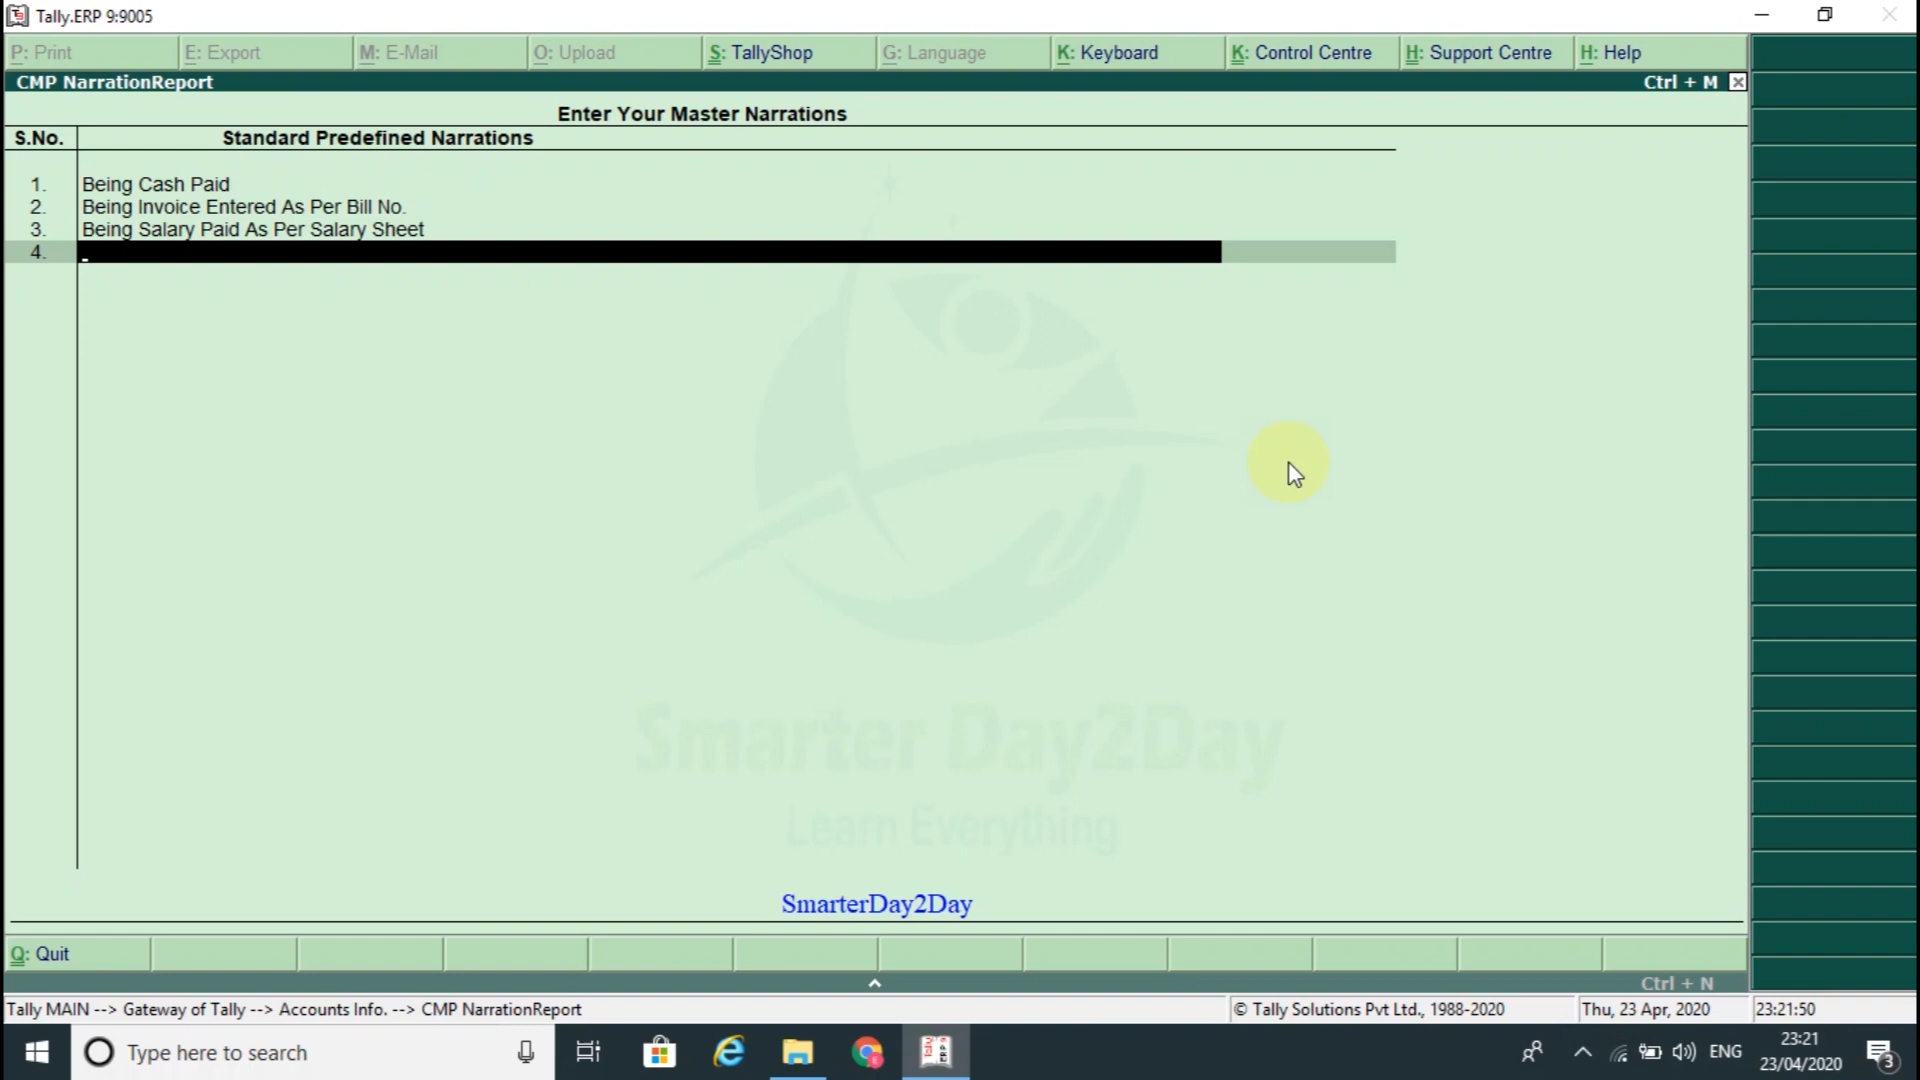 Tally.ERP 9:9005
P: Print E: Export M: E-Mail O: Upload S: TallyShop G: Language K: Keyboard K: Control Centre H: Support Centre H: Help
CMP NarrationReport Ctrl + M
Enter Your Master Narrations
S.No. Standard Predefined Narrations
1. Being Cash Paid
2. Being Invoice Entered As Per Bill No.
3. Being Salary Paid As Per Salary Sheet
4.
Smarter Day2Day
Learn Everything
SmarterDay2Day
Q: Quit
Ctrl + N
Tally MAIN --> Gateway of Tally --> Accounts Info. --> CMP NarrationReport © Tally Solutions Pvt Ltd., 1988-2020 Thu, 23 Apr, 2020 23:21:50
Type here to search ENG 23:21
23/04/2020 3